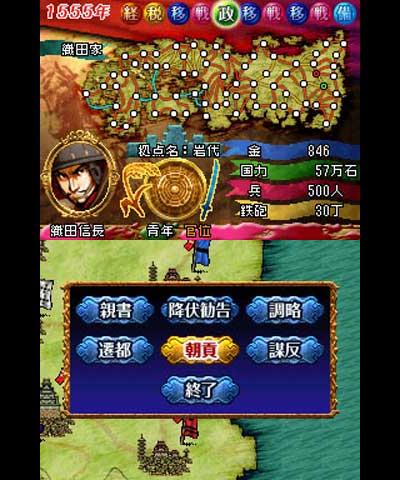 1555年 経 税 移 戦 政 移 戦 移 戦 備
織田家
拠点名:岩代 金 846
国力 57万石
兵 500人
鉄砲 30丁
織田信長 青年 官位
親書 降伏勧告 調略
遷都 朝貢 謀反
終了